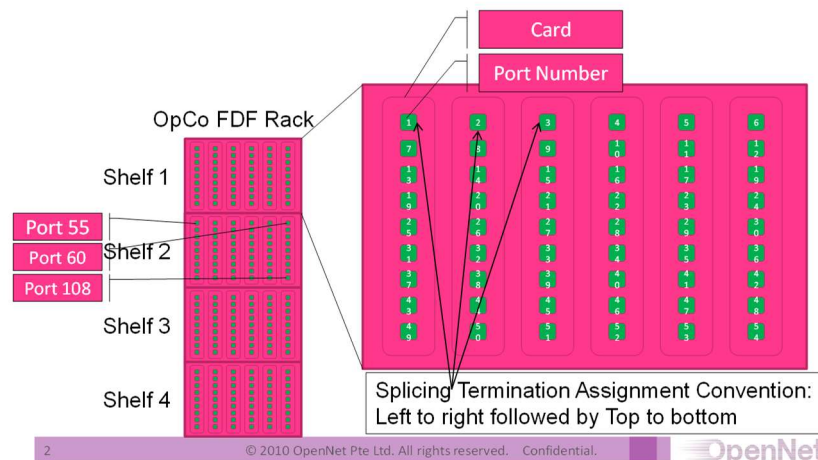 Card
Port Number
OpCo FDF Rack
Shelf 1
Shelf 2
Shelf 3
Shelf 4
Port 55
Port 60
Port 108
1 2 3 4 5 6
7 8 9 10 11 12
13 14 15 16 17 19
19 20 21 22 23 24
25 26 27 28 29 30
31 32 33 34 35 36
37 38 39 40 41 42
43 44 45 46 47 48
49 50 51 52 53 54
Splicing Termination Assignment Convention:
Left to right followed by Top to bottom
2
© 2010 OpenNet Pte Ltd. All rights reserved. Confidential.
OpenNet